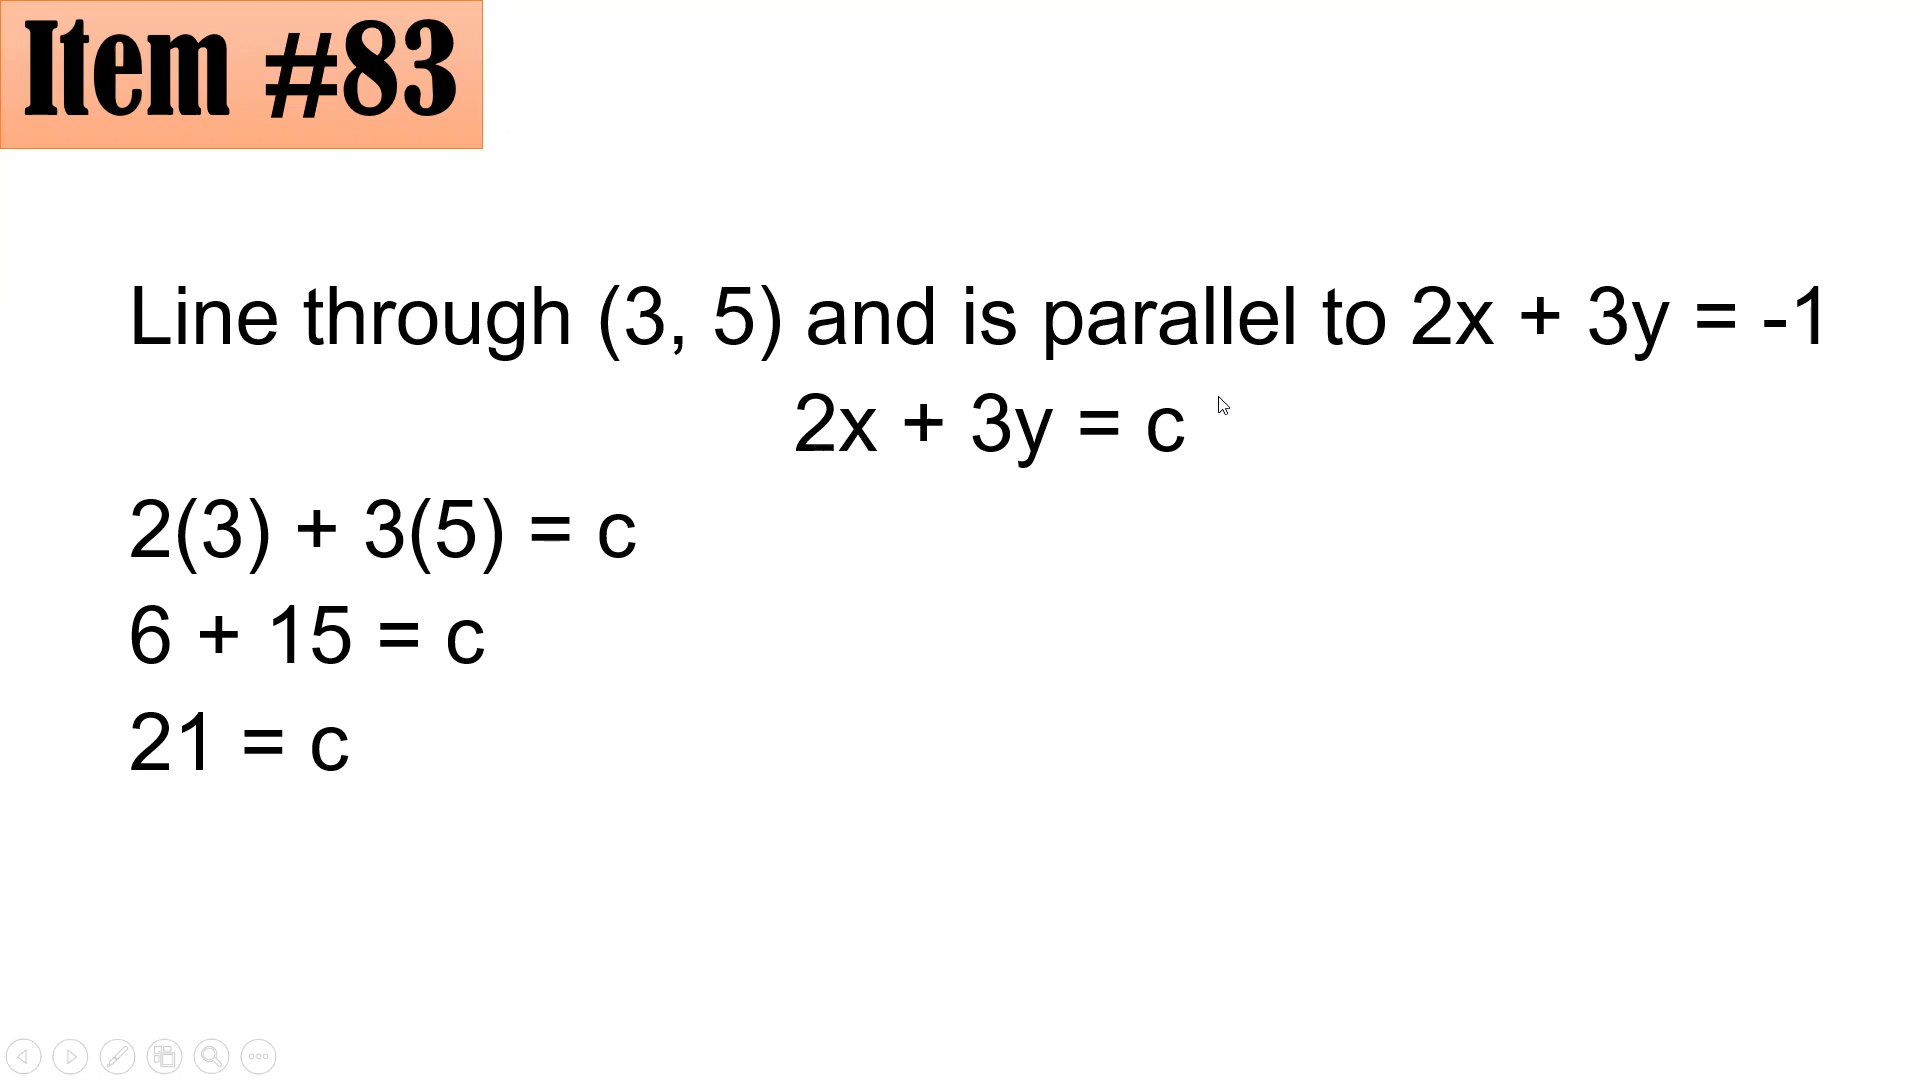 Item #83
Line through (3, 5) and is parallel to 2x + 3y = -1
2x + 3y = c
2(3) + 3(5) = c
6 + 15 = c
21 = c